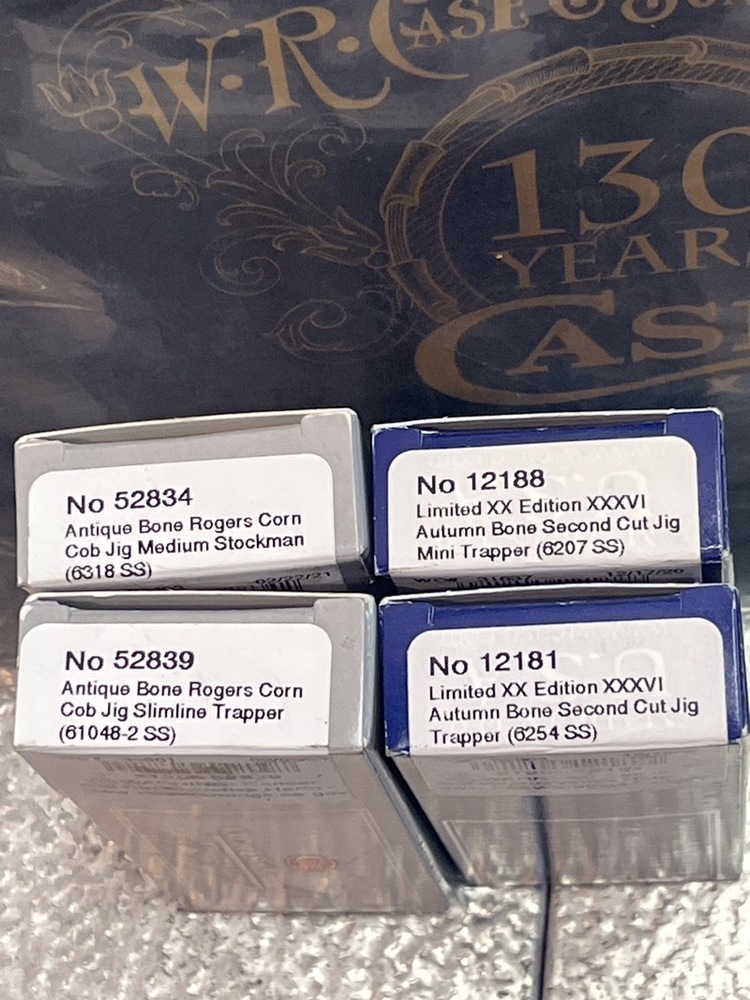 W.R. CASE & SONS
130
YEARS
CASE
No 52834
Antique Bone Rogers Corn
Cob Jig Medium Stockman
(6318 SS)
No 12188
Limited XX Edition XXXVI
Autumn Bone Second Cut Jig
Mini Trapper (6207 SS)
No 52839
Antique Bone Rogers Corn
Cob Jig Slimline Trapper
(61048-2 SS)
No 12181
Limited XX Edition XXXVI
Autumn Bone Second Cut Jig
Trapper (6254 SS)